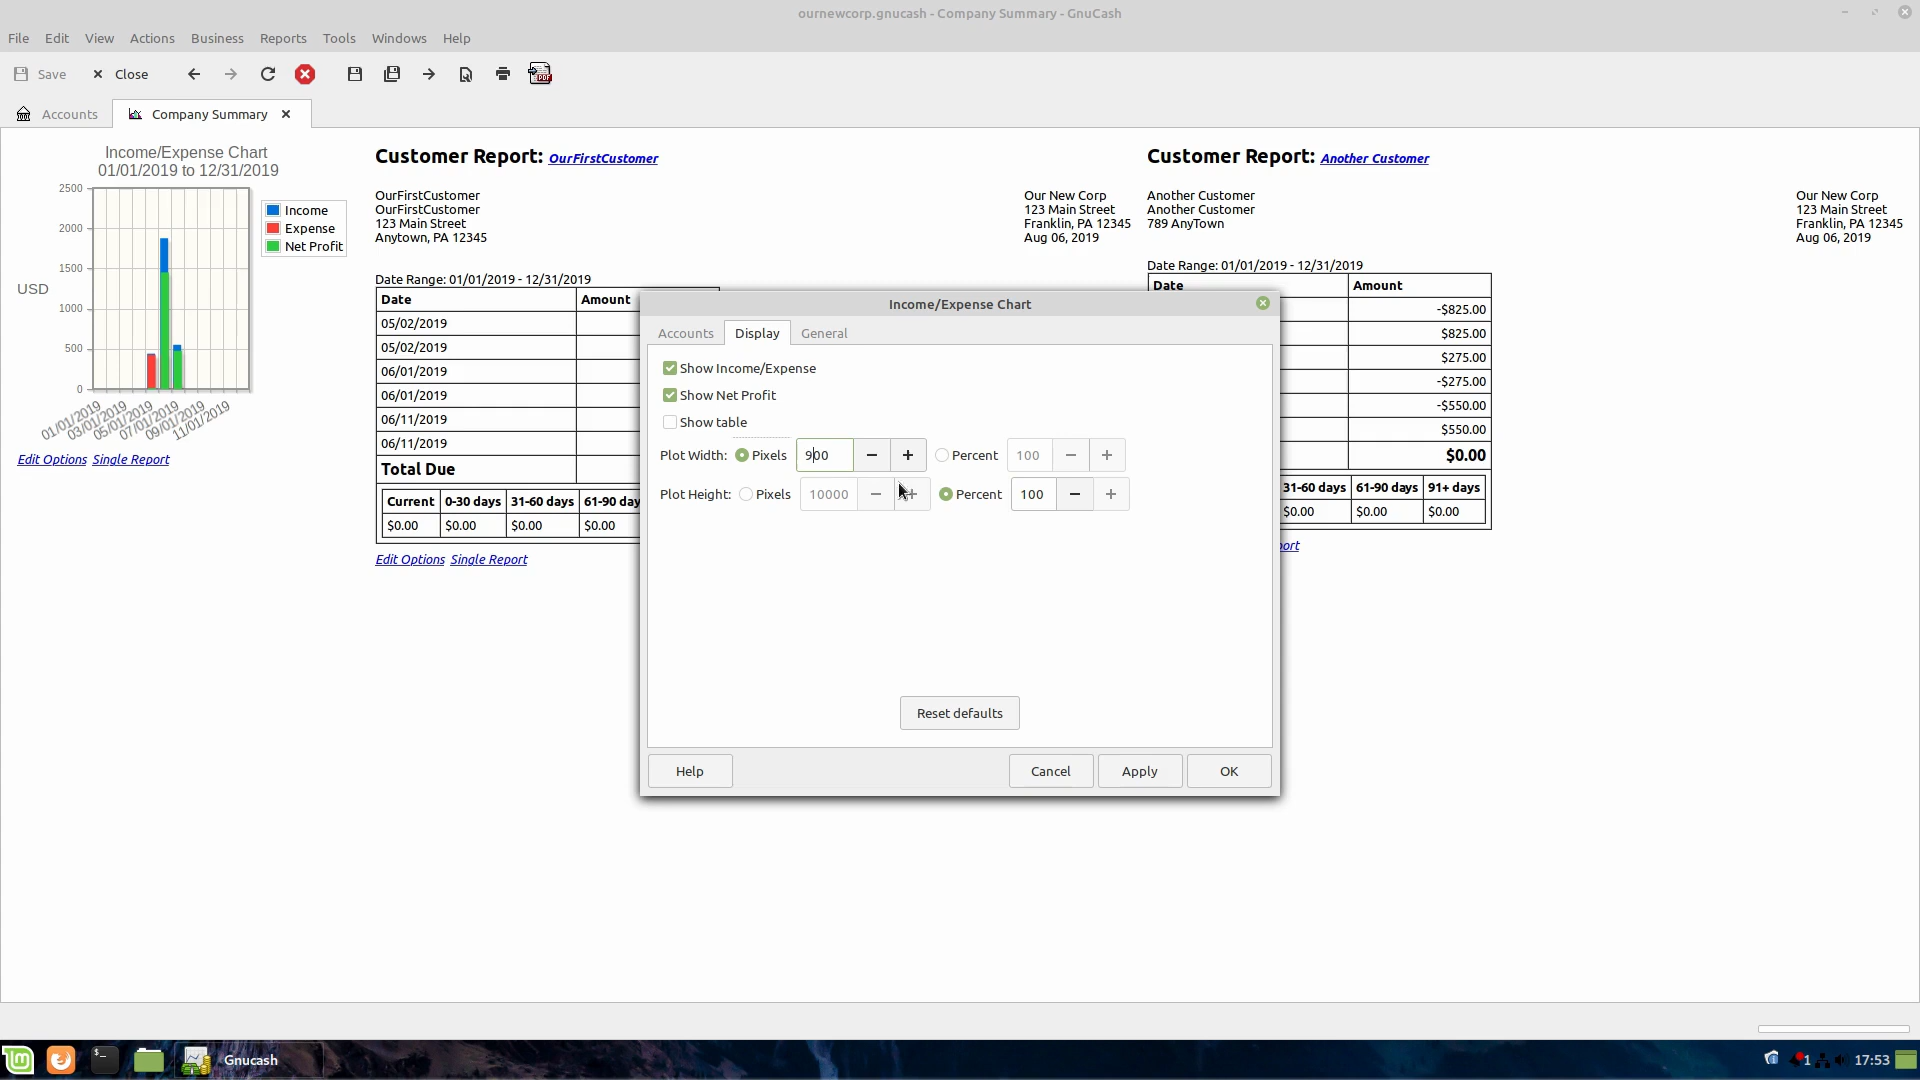 ournewcorp.gnucash - Company Summary - GnuCash
File Edit View Actions Business Reports Tools Windows Help
Save Close
Accounts Company Summary
Income/Expense Chart
01/01/2019 to 12/31/2019
2500
2000
1500
1000
500
0
USD
Income
Expense
Net Profit
01/01/2019 03/01/2019 05/01/2019 07/01/2019 09/01/2019 11/01/2019
Edit Options Single Report
Customer Report: OurFirstCustomer
OurFirstCustomer
OurFirstCustomer
123 Main Street
Anytown, PA 12345
Our New Corp
123 Main Street
Franklin, PA 12345
Aug 06, 2019
Date Range: 01/01/2019 - 12/31/2019
Date Amount
05/02/2019
05/02/2019
06/01/2019
06/01/2019
06/11/2019
06/11/2019
Total Due
Current 0-30 days 31-60 days 61-90 day
$0.00 $0.00 $0.00 $0.00
Edit Options Single Report
Customer Report: Another Customer
Another Customer
Another Customer
789 AnyTown
Our New Corp
123 Main Street
Franklin, PA 12345
Aug 06, 2019
Date Range: 01/01/2019 - 12/31/2019
Date Amount
-$825.00
$825.00
$275.00
-$275.00
-$550.00
$550.00
$0.00
31-60 days 61-90 days 91+ days
$0.00 $0.00 $0.00
ort
Income/Expense Chart
Accounts Display General
Show Income/Expense
Show Net Profit
Show table
Plot Width: Pixels 900 Percent 100
Plot Height: Pixels 10000 Percent 100
Reset defaults
Help Cancel Apply OK
Gnucash
1 17:53